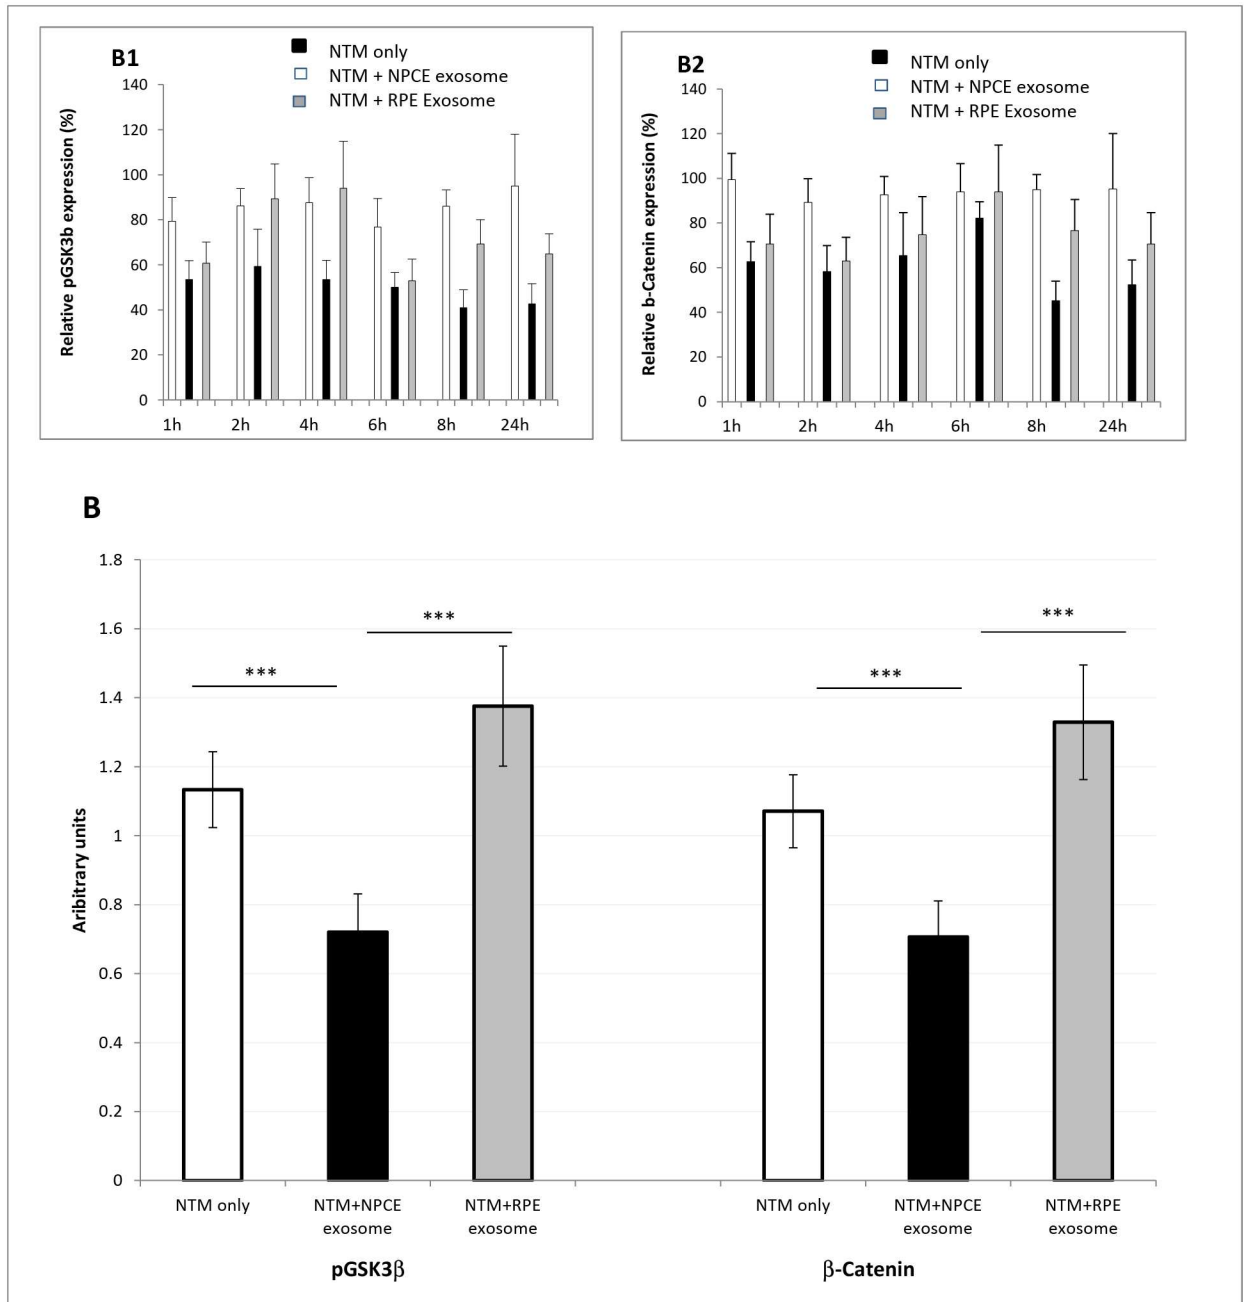 B1
NTM only
NTM + NPCE exosome
NTM + RPE Exosome
Relative pGSK3b expression (%)
140
120
100
80
60
40
20
0
1h 2h 4h 6h 8h 24h
B2
NTM only
NTM + NPCE exosome
NTM + RPE Exosome
Relative b-Catenin expression (%)
140
120
100
80
60
40
20
0
1h 2h 4h 6h 8h 24h
B
Aribitrary units
1.8
1.6
1.4
1.2
1
0.8
0.6
0.4
0.2
0
***
***
***
***
NTM only NTM+NPCE NTM+RPE NTM only NTM+NPCE NTM+RPE
exosome exosome exosome exosome
pGSK3β β-Catenin